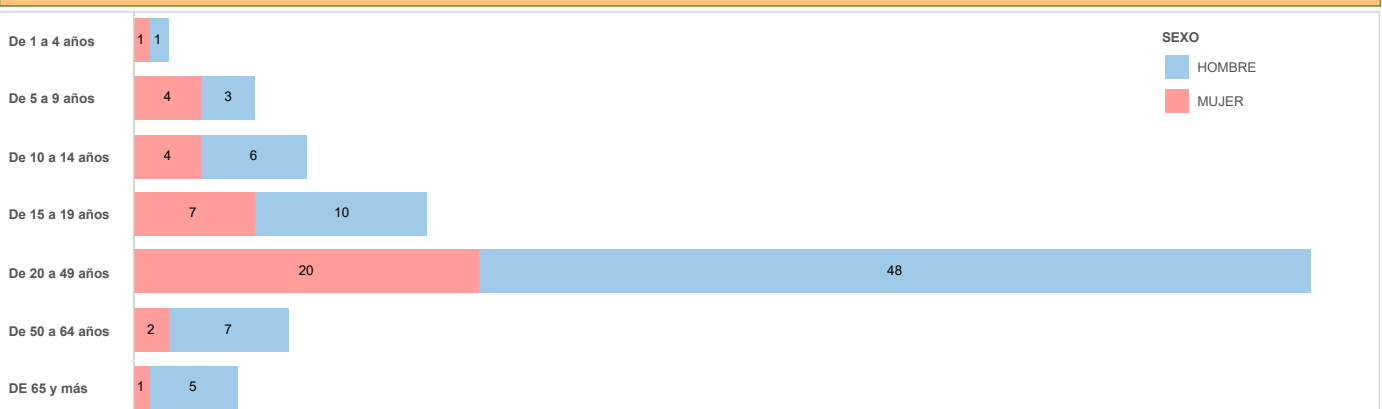 De 1 a 4 años 1 1
SEXO
HOMBRE
MUJER
De 5 a 9 años 4 3
De 10 a 14 años 4 6
De 15 a 19 años 7 10
De 20 a 49 años 20 48
De 50 a 64 años 2 7
DE 65 y más 1 5